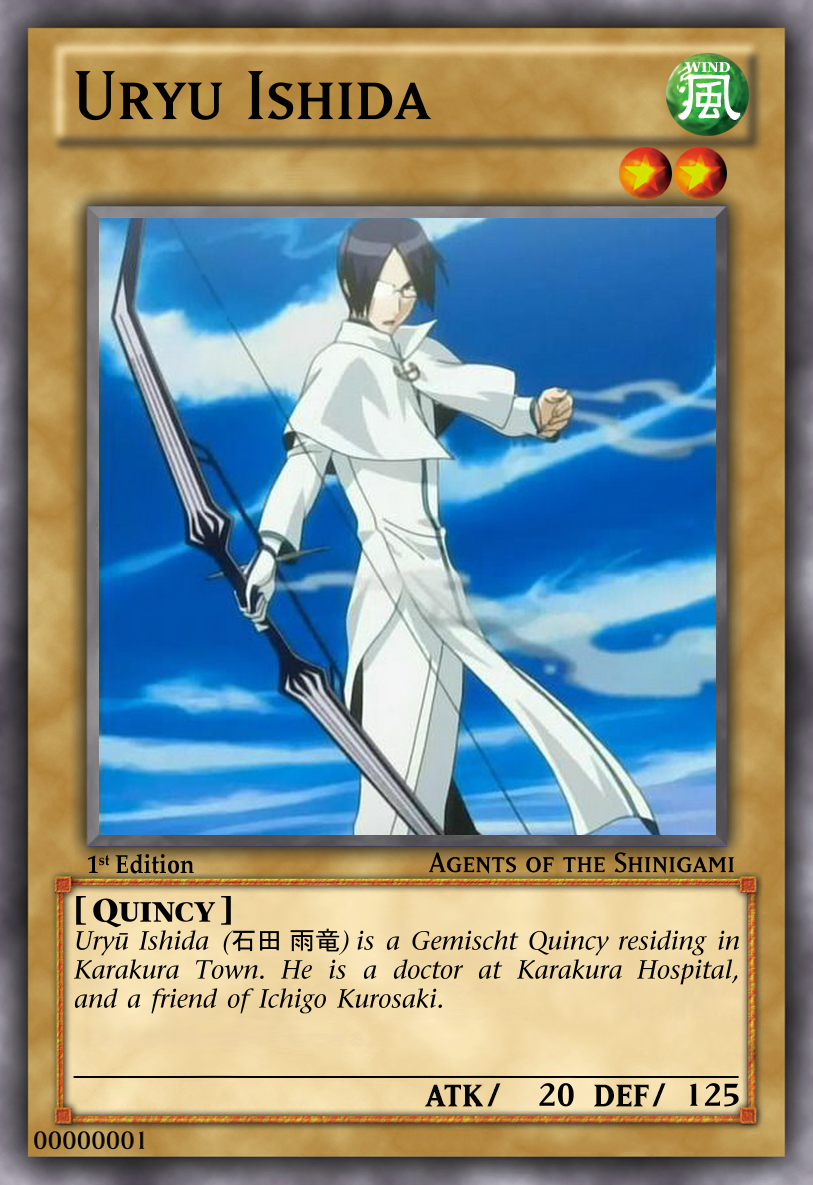 Uryu Ishida
WIND
風
1st Edition
Agents of the Shinigami
[ Quincy ]
Uryū Ishida (石田 雨竜) is a Gemischt Quincy residing in
Karakura Town. He is a doctor at Karakura Hospital,
and a friend of Ichigo Kurosaki.
ATK/ 20 DEF/ 125
00000001